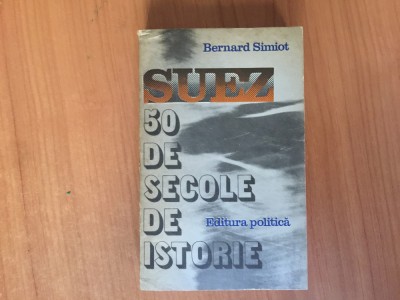 Bernard Simiot
SUEZ
50
DE
SECOLE
DE
Editura politică
ISTORIE